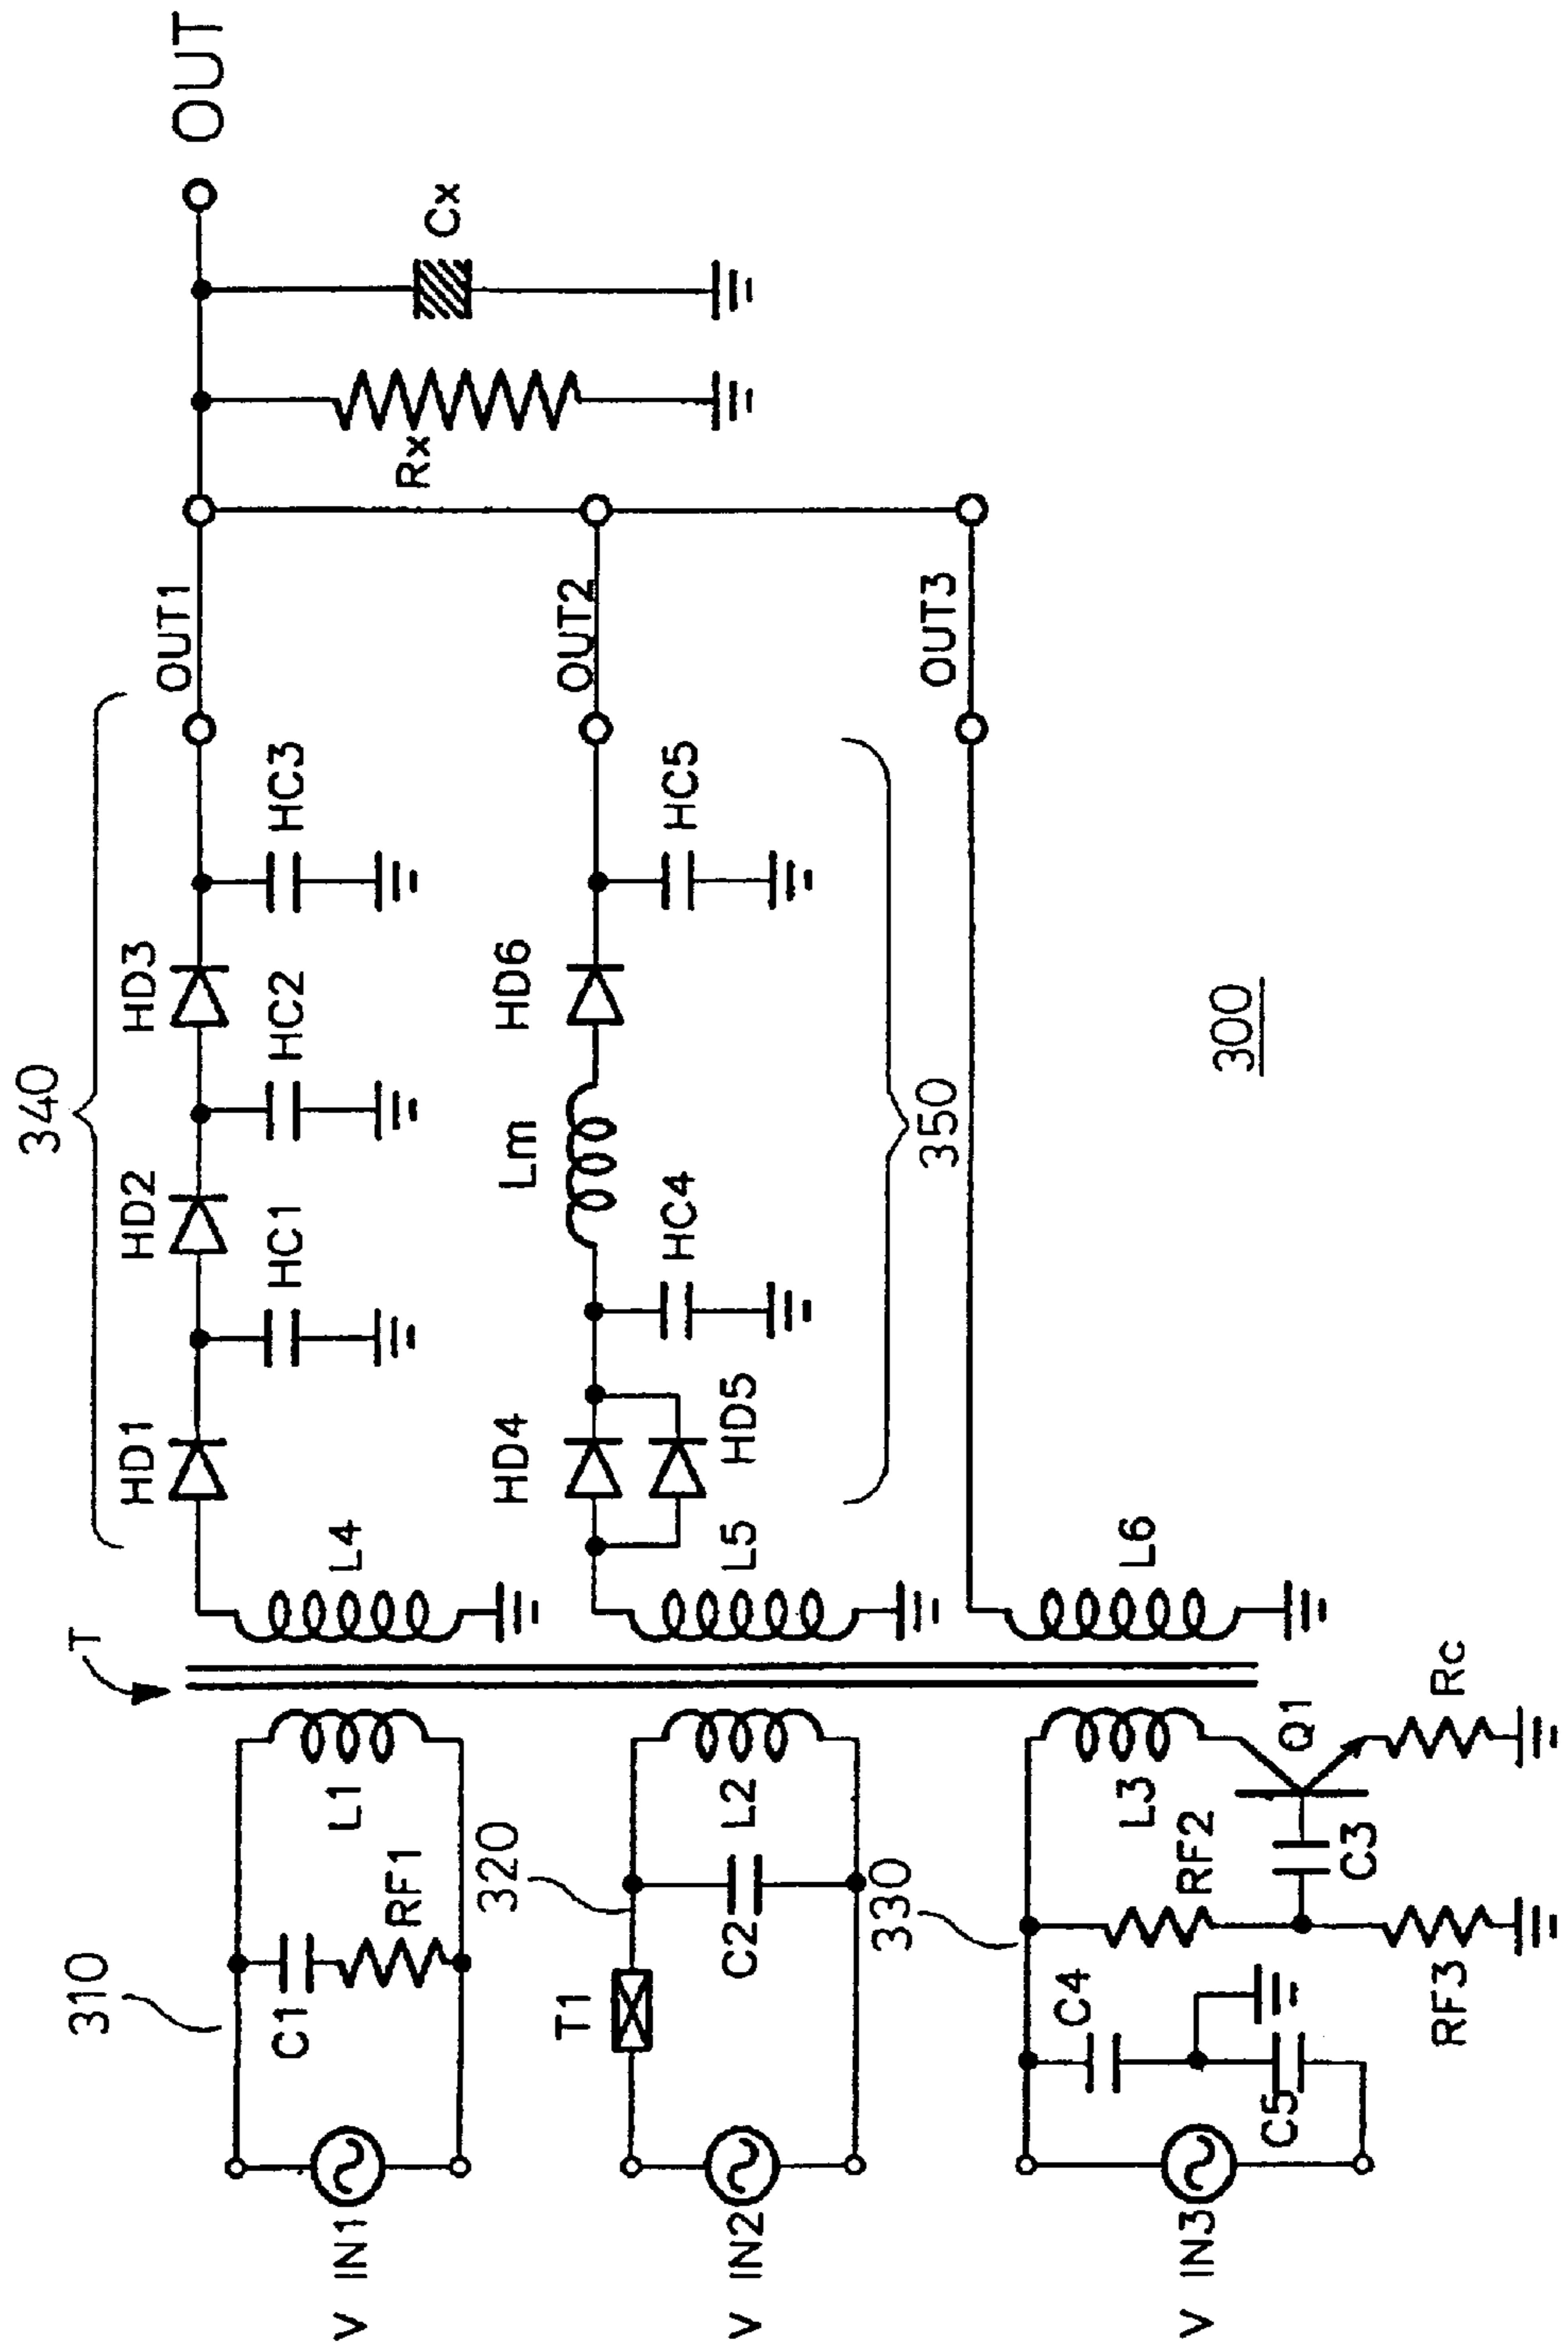 340
HD1
HD2
HD3
OUT1
OUT
HC1
HC2
HC3
T
L4
Rx
Cx
310
C1
RF1
L1
V IN1
HD4
HD5
Lm
HD6
OUT2
HC4
HC5
L5
350
320
T1
C2
L2
V IN2
OUT3
L6
330
C4
C5
RF2
RF3
L3
C3
Q1
Rc
V IN3
300